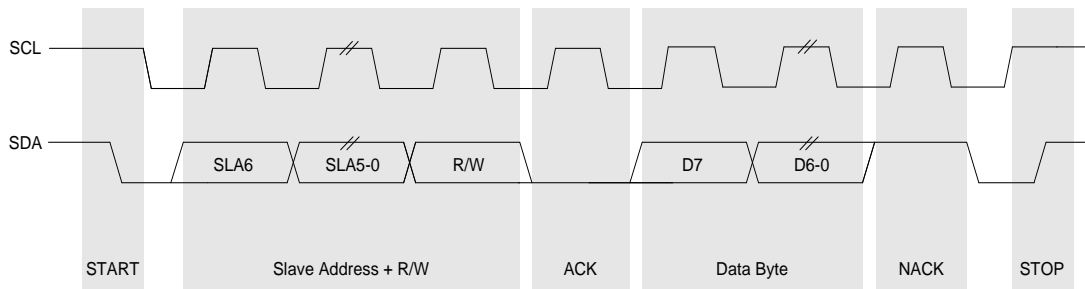 SCL
SDA
SLA6 SLA5-0 R/W D7 D6-0
START Slave Address + R/W ACK Data Byte NACK STOP